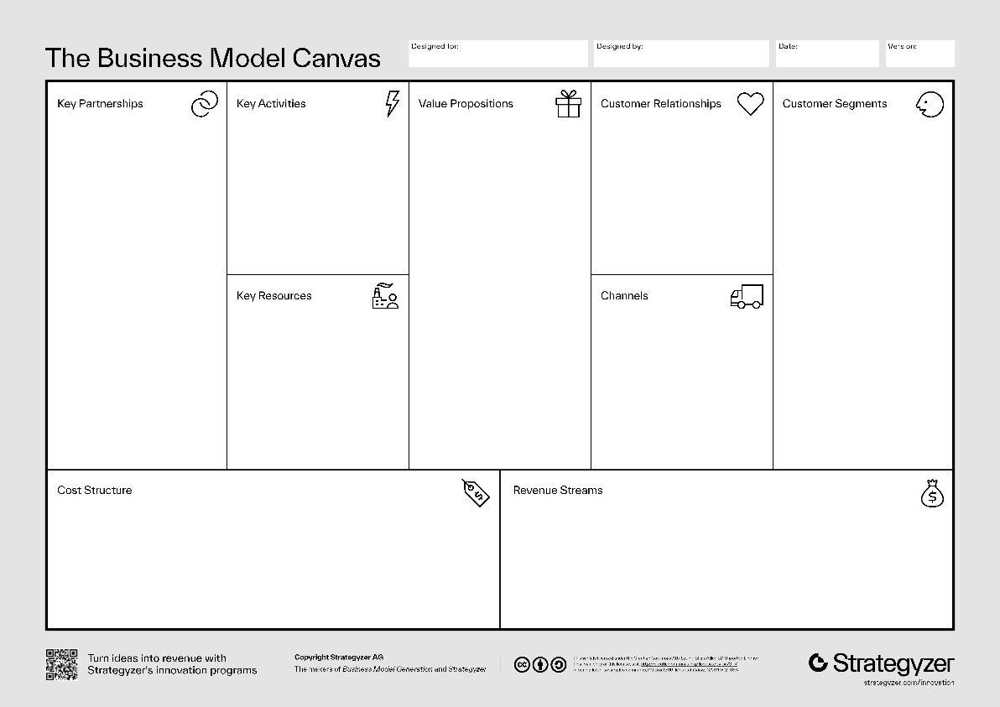 The Business Model Canvas
Designed for:
Designed by:
Date:
Version:
Key Partnerships
Key Activities
Value Propositions
Customer Relationships
Customer Segments
Key Resources
Channels
Cost Structure
$
Revenue Streams
$
Turn ideas into revenue with
Strategyzer's innovation programs
Copyright Strategyzer AG
The makers of Business Model Generation and Strategyzer
cc
Strategyzer
strategyzer.com/innovation